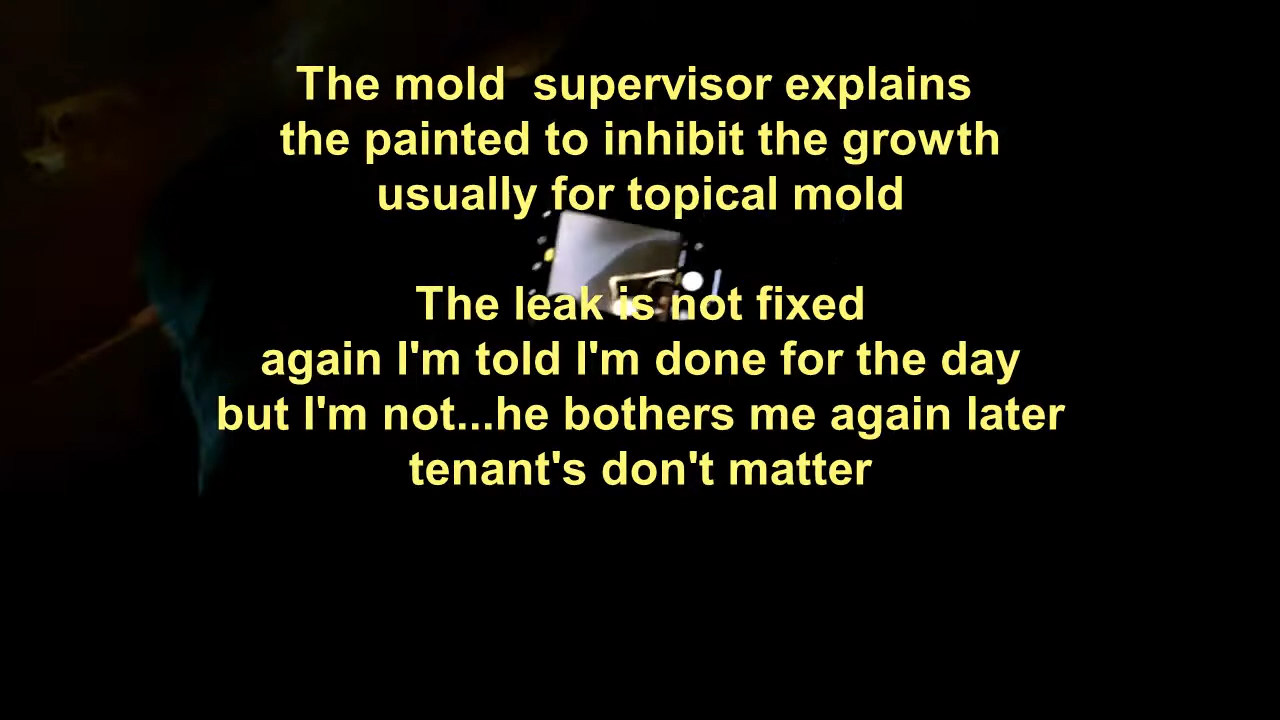 The mold  supervisor explains
the painted to inhibit the growth
usually for topical mold
The leak is not fixed
again I'm told I'm done for the day
but I'm not...he bothers me again later
tenant's don't matter